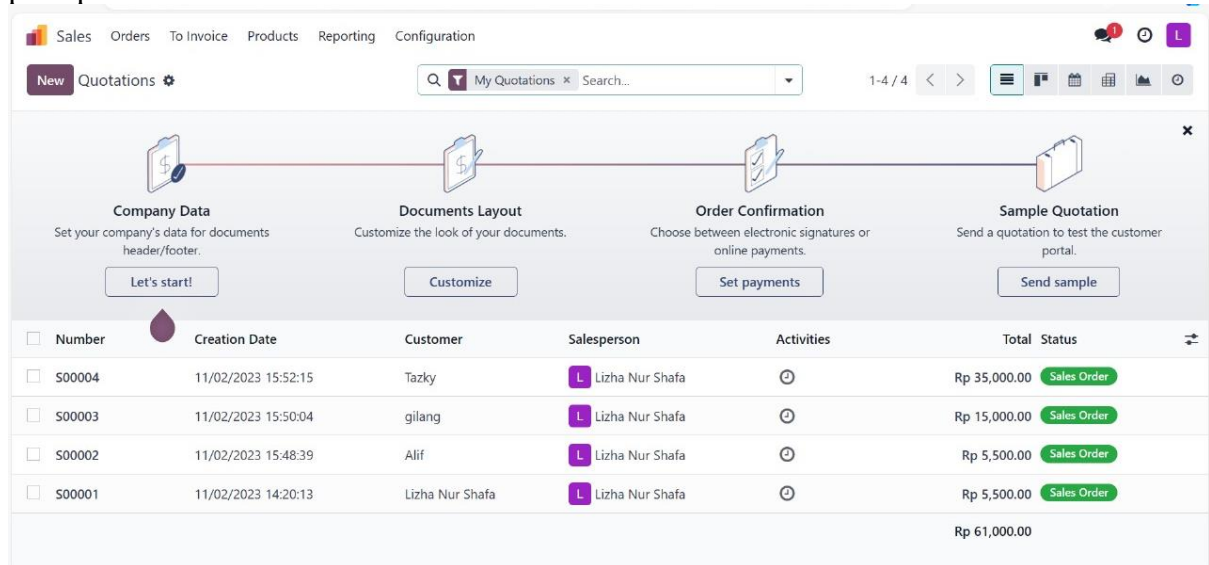 Sales Orders To Invoice Products Reporting Configuration 1 L
New Quotations My Quotations × Search... 1-4 / 4
Company Data Documents Layout Order Confirmation Sample Quotation
Set your company's data for documents Customize the look of your documents. Choose between electronic signatures or Send a quotation to test the customer
header/footer. online payments. portal.
Let's start! Customize Set payments Send sample
Number Creation Date Customer Salesperson Activities Total Status
S00004 11/02/2023 15:52:15 Tazky L Lizha Nur Shafa Rp 35,000.00 Sales Order
S00003 11/02/2023 15:50:04 gilang L Lizha Nur Shafa Rp 15,000.00 Sales Order
S00002 11/02/2023 15:48:39 Alif L Lizha Nur Shafa Rp 5,500.00 Sales Order
S00001 11/02/2023 14:20:13 Lizha Nur Shafa L Lizha Nur Shafa Rp 5,500.00 Sales Order
Rp 61,000.00